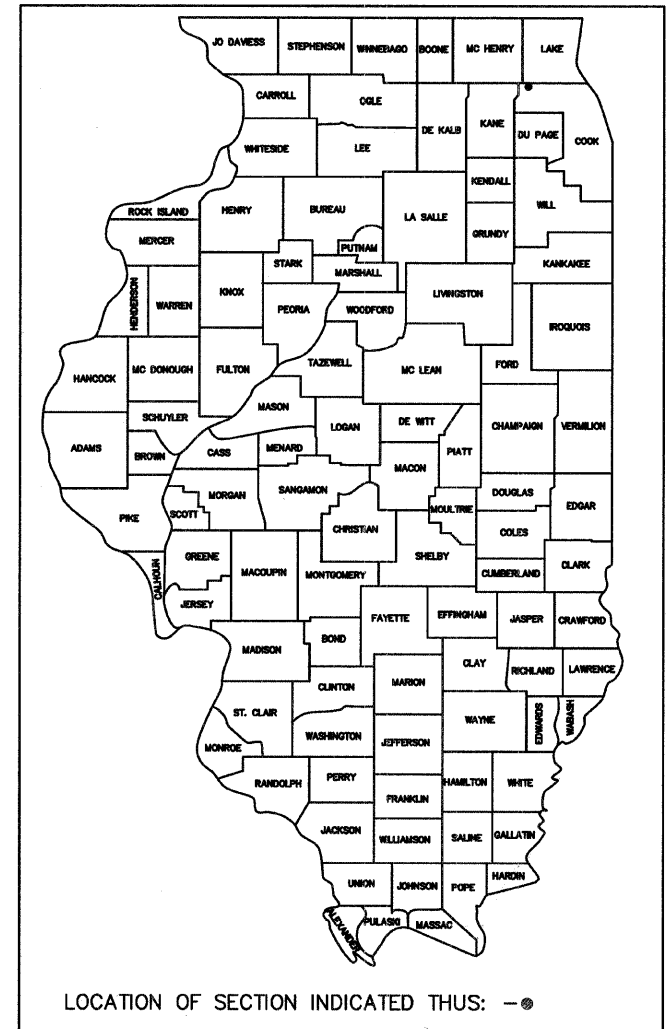 JO DAVIESS STEPHENSON WINNEBAGO BOONE MC HENRY LAKE
CARROLL OGLE DE KALB KANE DU PAGE COOK
WHITESIDE LEE
KENDALL
ROCK ISLAND HENRY BUREAU LA SALLE GRUNDY WILL
MERCER PUTNAM
STARK MARSHALL KANKAKEE
HENDERSON WARREN KNOX PEORIA WOODFORD LIVINGSTON IROQUOIS
HANCOCK MC DONOUGH FULTON TAZEWELL MC LEAN FORD
MASON
SCHUYLER LOGAN DE WITT CHAMPAIGN VERMILION
ADAMS BROWN CASS MENARD MACON PIATT
PIKE SCOTT MORGAN SANGAMON MOULTRIE DOUGLAS EDGAR
CHRISTIAN COLES
CALHOUN GREENE MACOUPIN MONTGOMERY SHELBY CUMBERLAND CLARK
JERSEY FAYETTE EFFINGHAM JASPER CRAWFORD
MADISON BOND
CLAY RICHLAND LAWRENCE
CLINTON MARION
ST. CLAIR WAYNE EDWARDS WABASH
MONROE WASHINGTON JEFFERSON
RANDOLPH PERRY HAMILTON WHITE
FRANKLIN
JACKSON WILLIAMSON SALINE GALLATIN
UNION JOHNSON POPE HARDIN
ALEXANDER PULASKI MASSAC
LOCATION OF SECTION INDICATED THUS: –